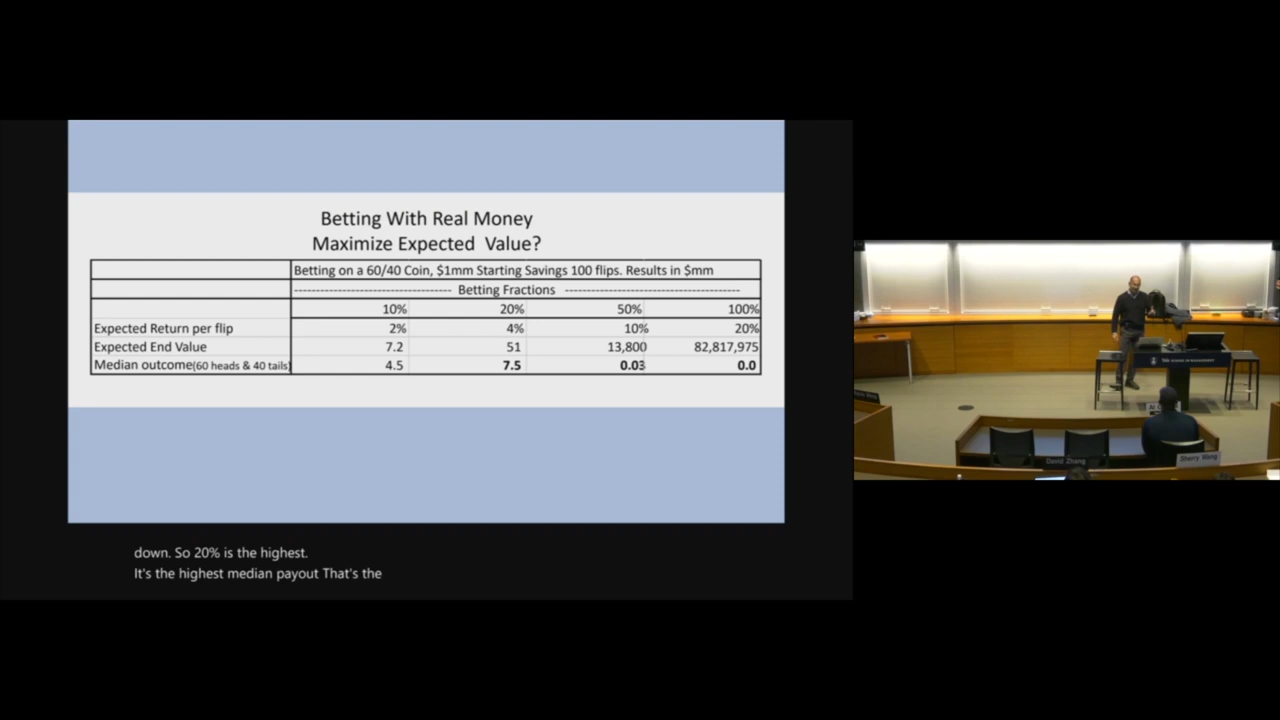 Betting With Real Money
Maximize Expected Value?
Betting on a 60/40 Coin, $1mm Starting Savings 100 flips. Results in $mm
---------------------------------- Betting Fractions -------------------------------------
10% 20% 50% 100%
Expected Return per flip 2% 4% 10% 20%
Expected End Value 7.2 51 13,800 82,817,975
Median outcome(60 heads & 40 tails) 4.5 7.5 0.03 0.0
down. So 20% is the highest.
It's the highest median payout That's the
Yale SCHOOL OF MANAGEMENT
David Zhang
Sherry Wang